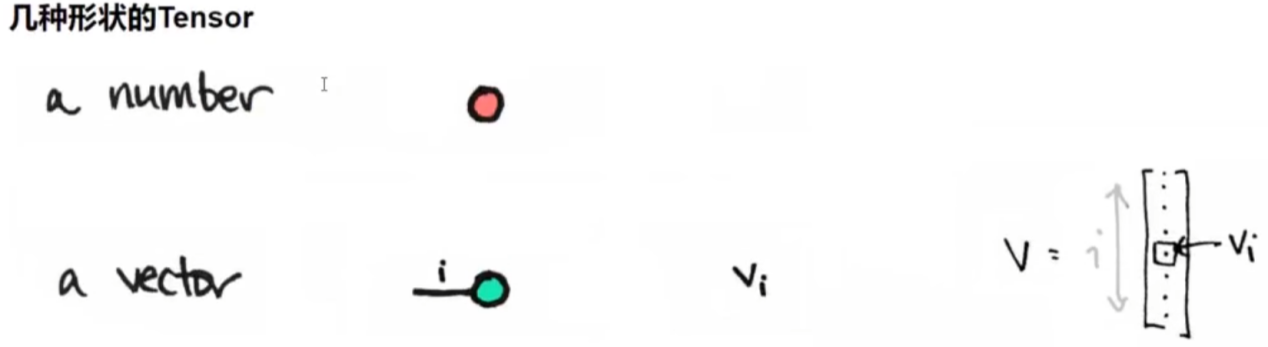 几种形状的Tensor
a number
a vector i Vi V = i Vi